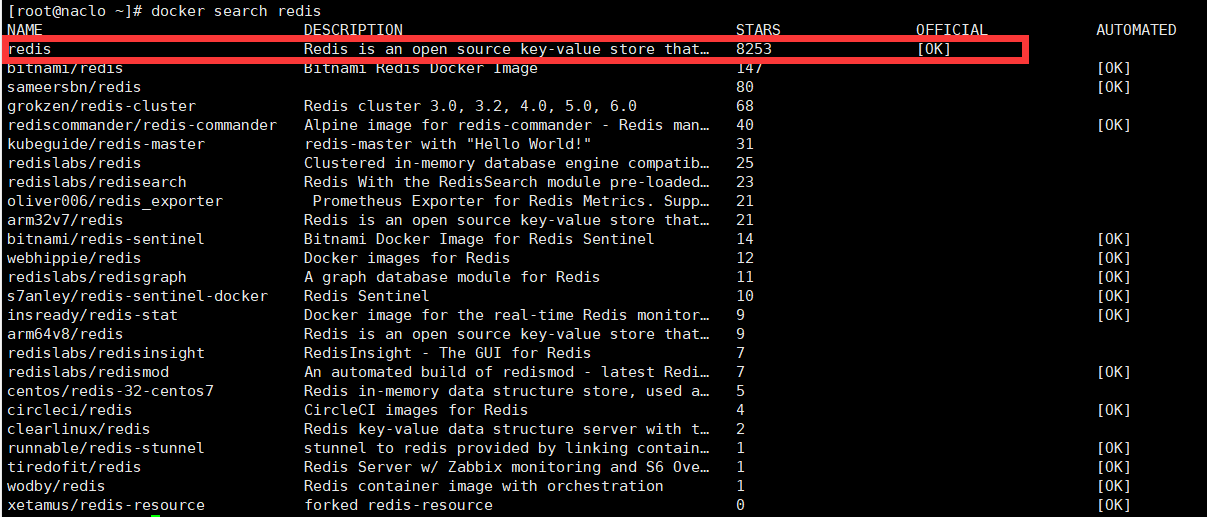 [root@naclo ~]# docker search redis
NAME DESCRIPTION STARS OFFICIAL AUTOMATED
redis Redis is an open source key-value store that… 8253 [OK]
bitnami/redis Bitnami Redis Docker Image 147 [OK]
sameersbn/redis 80 [OK]
grokzen/redis-cluster Redis cluster 3.0, 3.2, 4.0, 5.0, 6.0 68
rediscommander/redis-commander Alpine image for redis-commander - Redis man… 40 [OK]
kubeguide/redis-master redis-master with "Hello World!" 31
redislabs/redis Clustered in-memory database engine compatib… 25
redislabs/redisearch Redis With the RedisSearch module pre-loaded… 23
oliver006/redis_exporter Prometheus Exporter for Redis Metrics. Supp… 21
arm32v7/redis Redis is an open source key-value store that… 21
bitnami/redis-sentinel Bitnami Docker Image for Redis Sentinel 14 [OK]
webhippie/redis Docker images for Redis 12 [OK]
redislabs/redisgraph A graph database module for Redis 11 [OK]
s7anley/redis-sentinel-docker Redis Sentinel 10 [OK]
insready/redis-stat Docker image for the real-time Redis monitor… 9 [OK]
arm64v8/redis Redis is an open source key-value store that… 9
redislabs/redisinsight RedisInsight - The GUI for Redis 7
redislabs/redismod An automated build of redismod - latest Redi… 7 [OK]
centos/redis-32-centos7 Redis in-memory data structure store, used a… 5
circleci/redis CircleCI images for Redis 4 [OK]
clearlinux/redis Redis key-value data structure server with t… 2
runnable/redis-stunnel stunnel to redis provided by linking contain… 1 [OK]
tiredofit/redis Redis Server w/ Zabbix monitoring and S6 Ove… 1 [OK]
wodby/redis Redis container image with orchestration 1 [OK]
xetamus/redis-resource forked redis-resource 0 [OK]